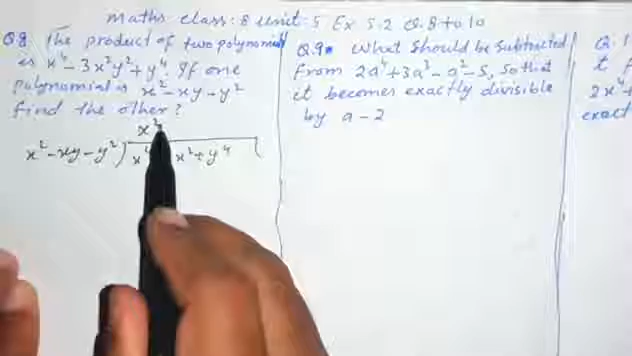 maths class: 8 unit: 5 Ex 5.2 Q.8 to 10
Q.8 The product of two polynomial
is x⁴ - 3x²y² + y⁴. If one
polynomial is x² - xy - y²
find the other?
x²
x² - xy - y² ) x⁴ x² + y⁴ (
Q.9. What should be subtracted
from 2a⁴ + 3a³ - a² - 5, so that
it becomes exactly divisible
by a - 2
Q.1
2x⁴
exact